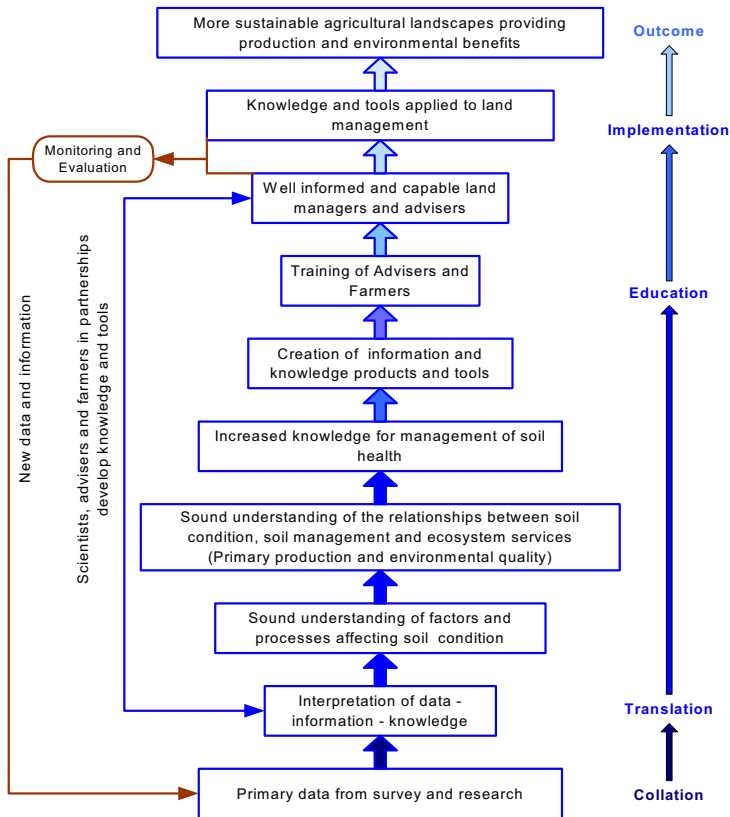 More sustainable agricultural landscapes providing
production and environmental benefits
Outcome
Knowledge and tools applied to land
management
Implementation
Monitoring and
Evaluation
Well informed and capable land
managers and advisers
Training of Advisers and
Farmers
Education
Creation of information and
knowledge products and tools
New data and information
Scientists, advisers and farmers in partnerships
develop knowledge and tools
Increased knowledge for management of soil
health
Sound understanding of the relationships between soil
condition, soil management and ecosystem services
(Primary production and environmental quality)
Sound understanding of factors and
processes affecting soil condition
Interpretation of data -
information - knowledge
Translation
Primary data from survey and research
Collation